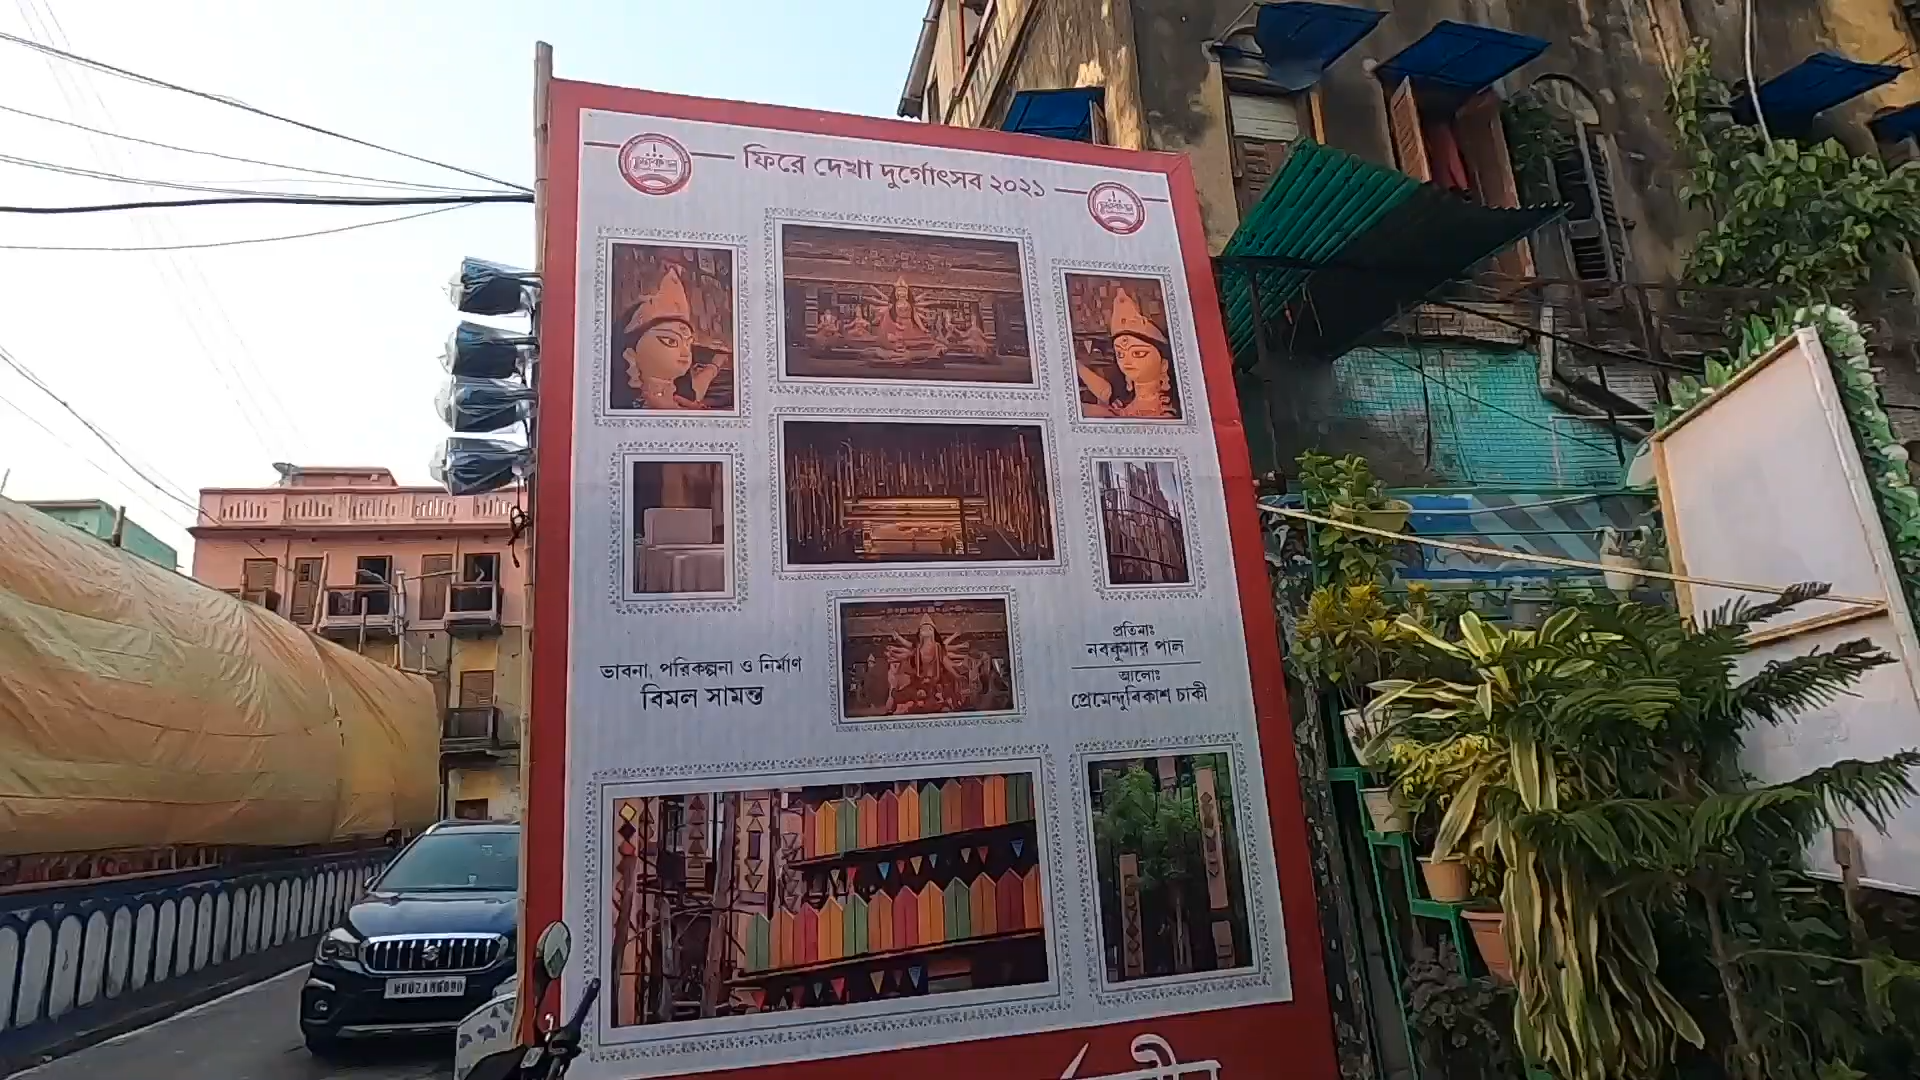 ফিরে দেখা দুর্গোৎসব ২০২১
ভাবনা, পরিকল্পনা ও নির্মাণ
বিমল সামন্ত
প্রতিমাঃ
নবকুমার পাল
আলোঃ
প্রেমেন্দুবিকাশ চাকী